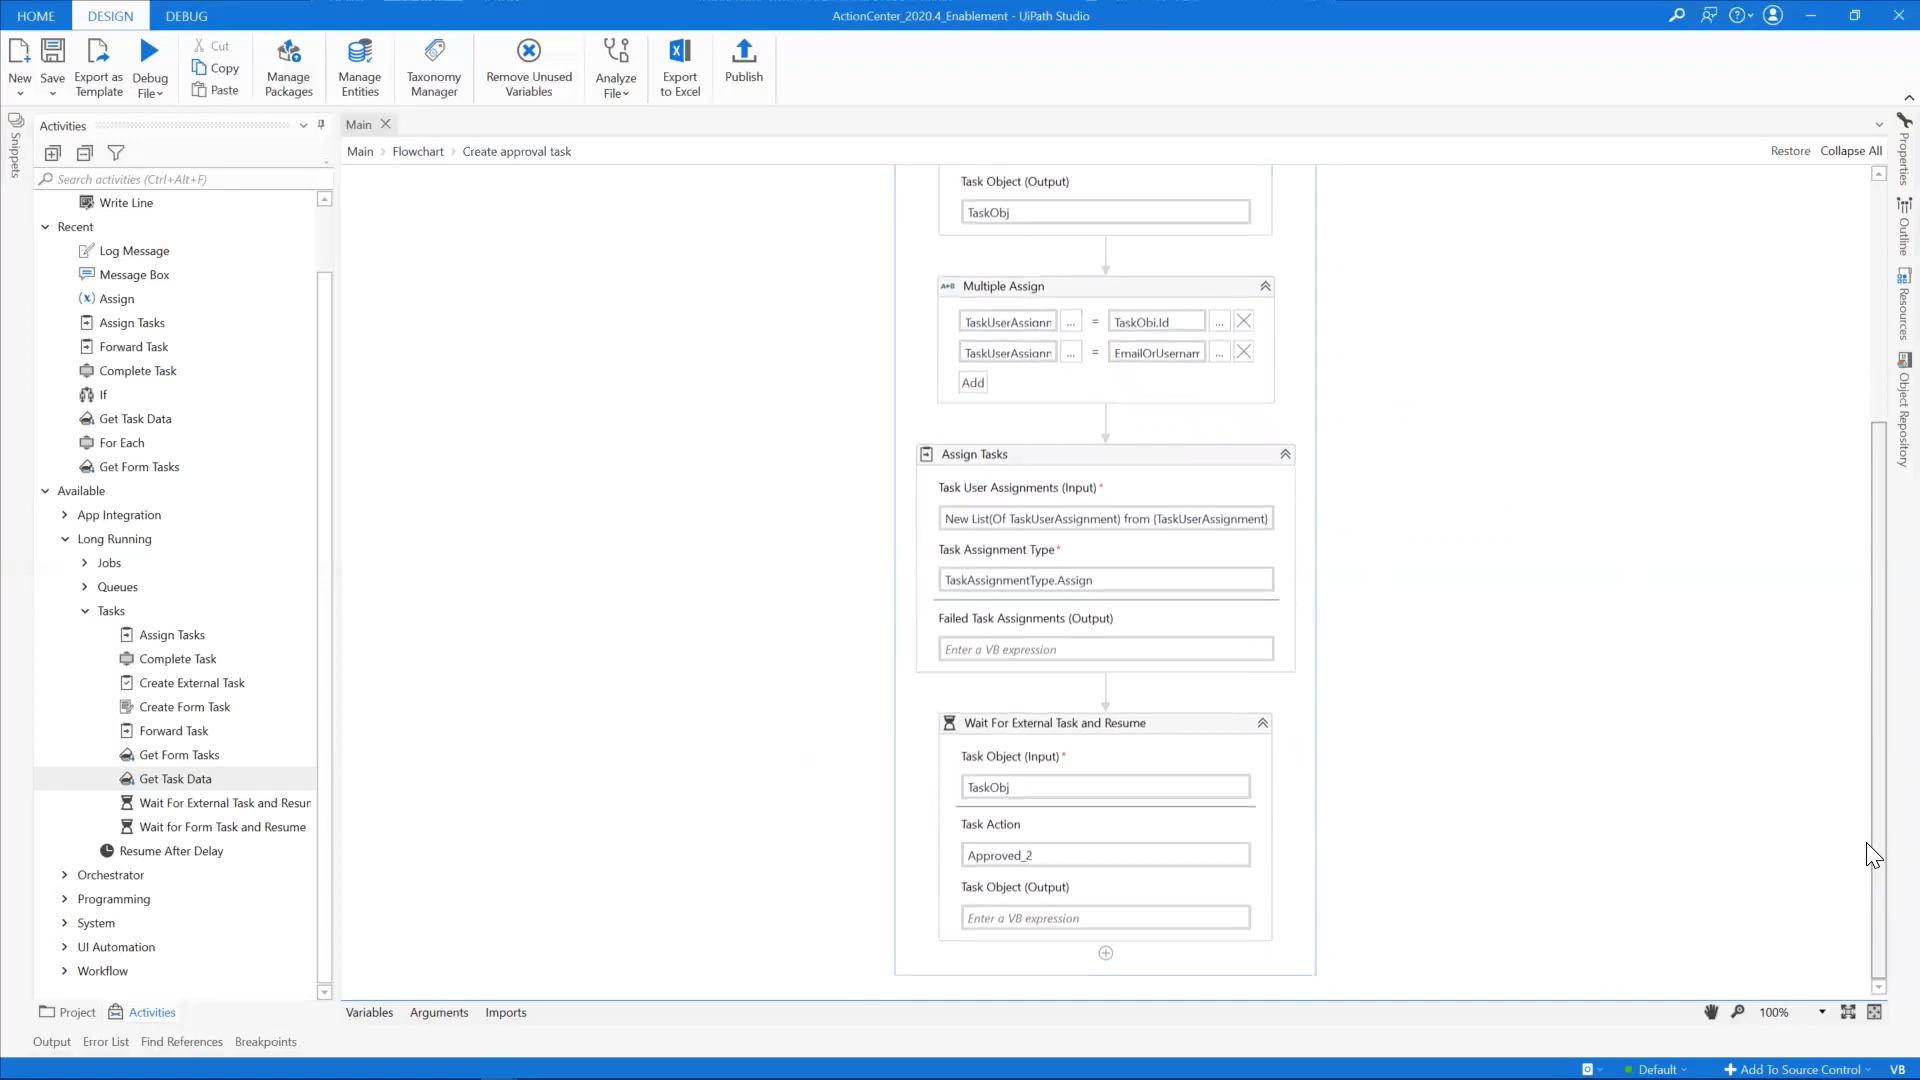 HOME DESIGN DEBUG
ActionCenter_2020.4_Enablement - UiPath Studio
New
Save
Export as Template
Debug File
Cut
Copy
Paste
Manage Packages
Manage Entities
Taxonomy Manager
Remove Unused Variables
Analyze File
Export to Excel
Publish
Snippets
Activities
Search activities (Ctrl+Alt+F)
Write Line
Recent
Log Message
Message Box
Assign
Assign Tasks
Forward Task
Complete Task
If
Get Task Data
For Each
Get Form Tasks
Available
App Integration
Long Running
Jobs
Queues
Tasks
Assign Tasks
Complete Task
Create External Task
Create Form Task
Forward Task
Get Form Tasks
Get Task Data
Wait For External Task and Resur
Wait for Form Task and Resume
Resume After Delay
Orchestrator
Programming
System
UI Automation
Workflow
Project Activities
Main
Main > Flowchart > Create approval task
Restore Collapse All
Task Object (Output)
TaskObj
A+B Multiple Assign
TaskUserAssignr ... = TaskObj.Id ...
TaskUserAssignr ... = EmailOrUsernam ...
Add
Assign Tasks
Task User Assignments (Input) *
New List(Of TaskUserAssignment) from {TaskUserAssignment}
Task Assignment Type *
TaskAssignmentType.Assign
Failed Task Assignments (Output)
Enter a VB expression
Wait For External Task and Resume
Task Object (Input) *
TaskObj
Task Action
Approved_2
Task Object (Output)
Enter a VB expression
Properties
Outline
Resources
Object Repository
Variables Arguments Imports
100%
Output Error List Find References Breakpoints
Default
Add To Source Control
VB